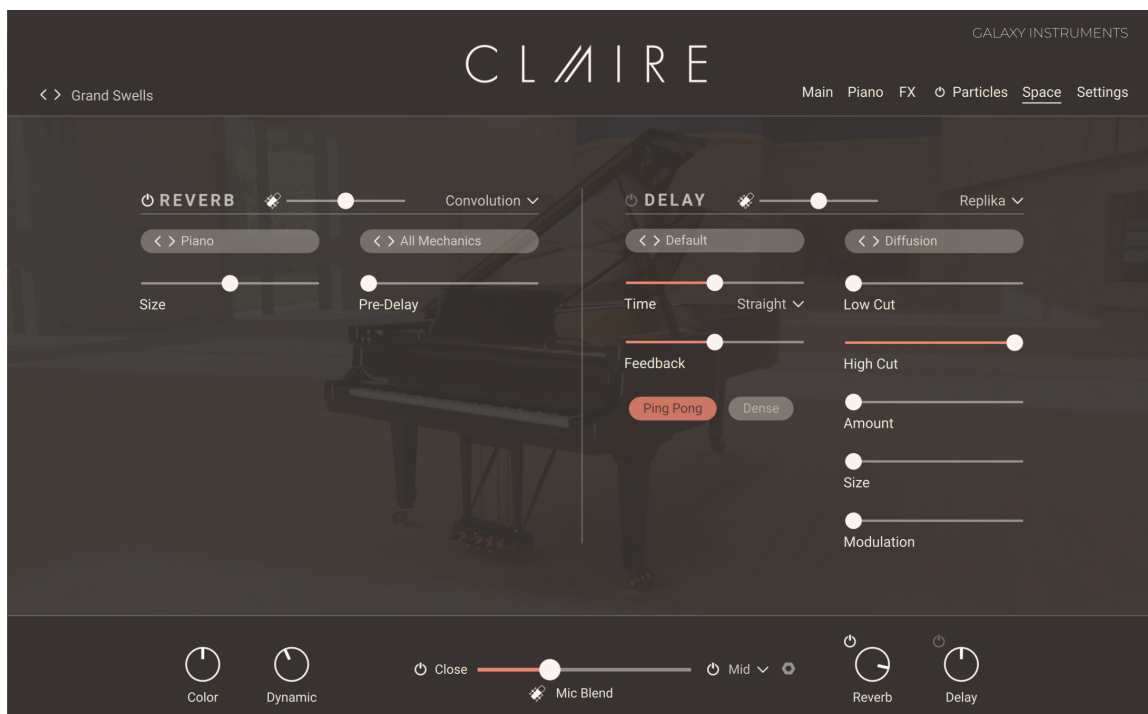 GALAXY INSTRUMENTS
CLAIRE
Grand Swells
Main Piano FX Particles Space Settings
REVERB Convolution
Piano All Mechanics
Size Pre-Delay
DELAY Replika
Default Diffusion
Time Straight Low Cut
Feedback High Cut
Ping Pong Dense
Amount
Size
Modulation
Color Dynamic
Close Mid
Mic Blend
Reverb Delay